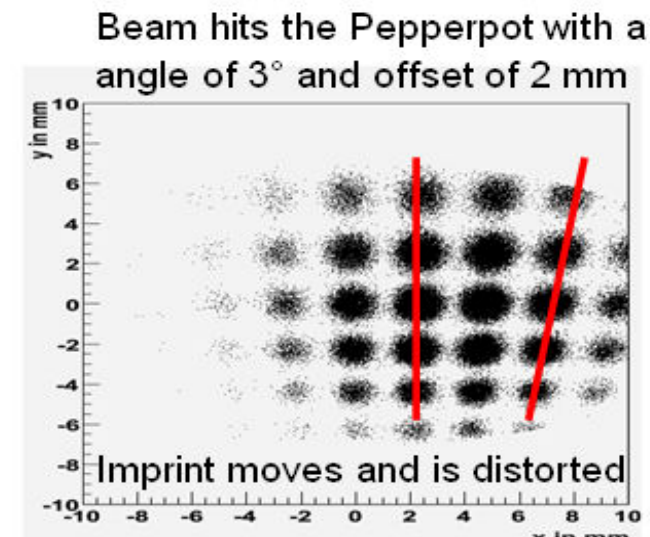 Beam hits the Pepperpot with a
angle of 3° and offset of 2 mm
y in mm
10
8
6
4
2
0
-2
-4
-6
-8
-10
Imprint moves and is distorted
-10 -8 -6 -4 -2 0 2 4 6 8 10
x in mm